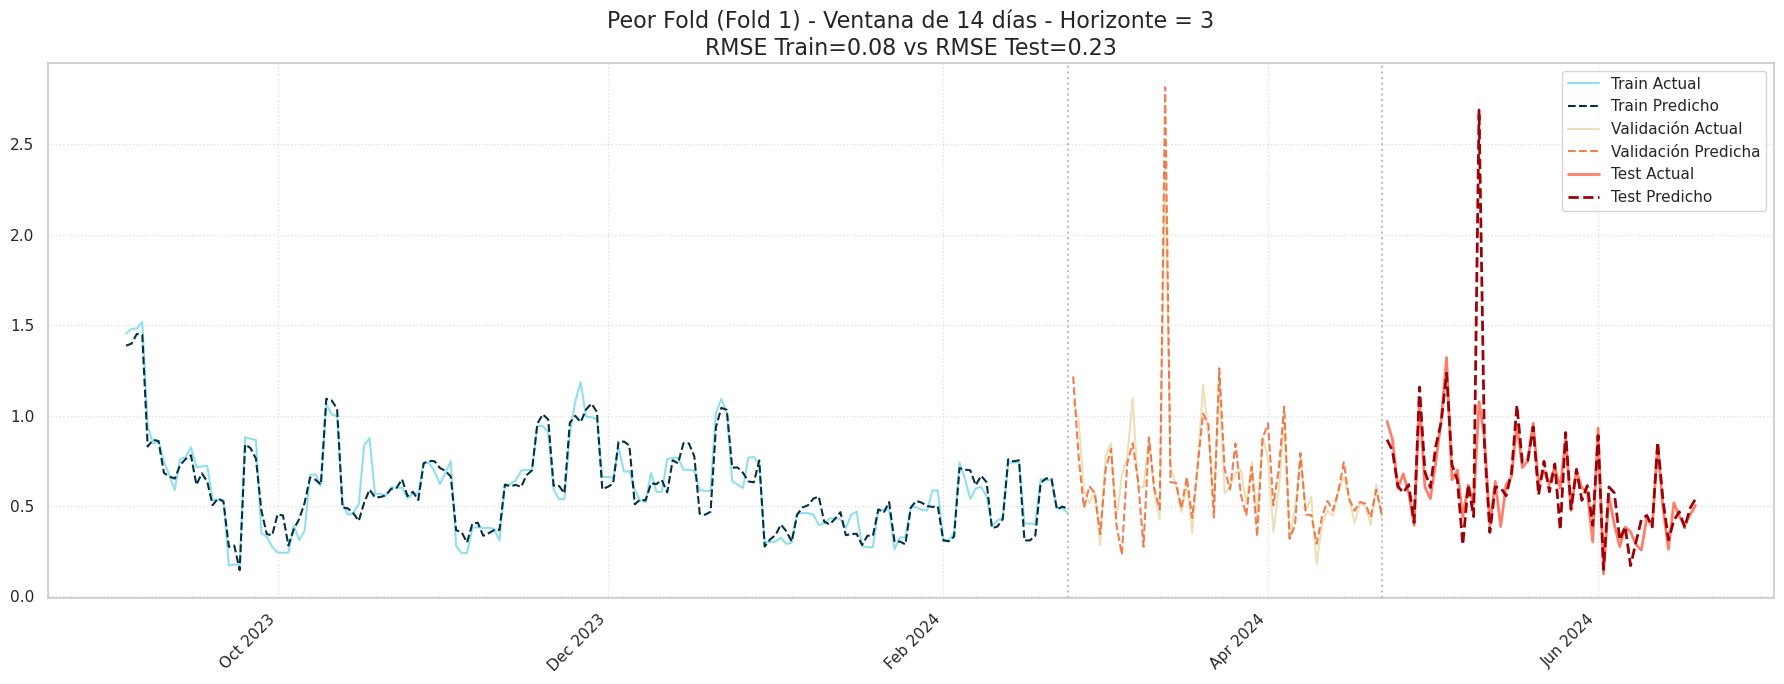 Peor Fold (Fold 1) - Ventana de 14 días - Horizonte = 3
RMSE Train=0.08 vs RMSE Test=0.23
Train Actual
Train Predicho
Validación Actual
Validación Predicha
Test Actual
Test Predicho
2.5
2.0
1.5
1.0
0.5
0.0
Oct 2023
Dec 2023
Feb 2024
Apr 2024
Jun 2024